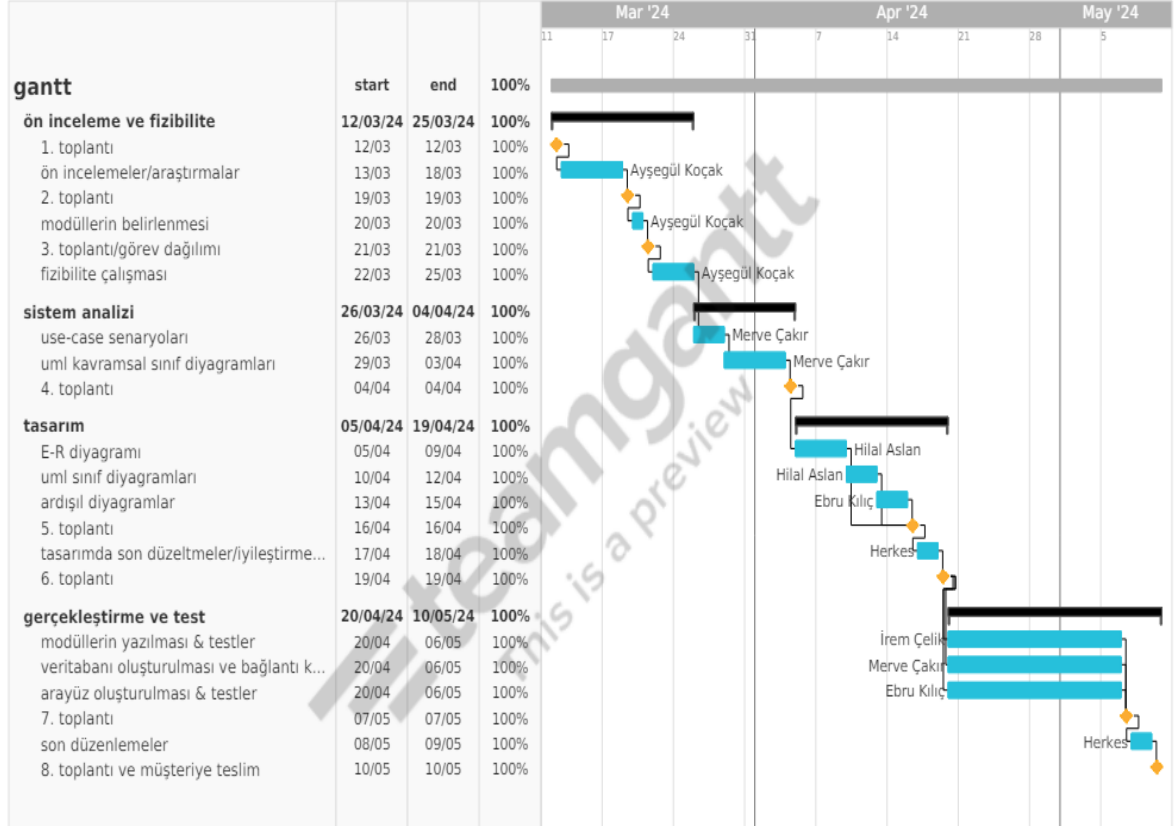 Mar '24 Apr '24 May '24
11 17 24 31 7 14 21 28 5
gantt start end 100%
ön inceleme ve fizibilite 12/03/24 25/03/24 100%
1. toplantı 12/03 12/03 100%
ön incelemeler/araştırmalar 13/03 18/03 100% Ayşegül Koçak
2. toplantı 19/03 19/03 100%
modüllerin belirlenmesi 20/03 20/03 100% Ayşegül Koçak
3. toplantı/görev dağılımı 21/03 21/03 100%
fizibilite çalışması 22/03 25/03 100% Ayşegül Koçak
sistem analizi 26/03/24 04/04/24 100%
use-case senaryoları 26/03 28/03 100% Merve Çakır
uml kavramsal sınıf diyagramları 29/03 03/04 100% Merve Çakır
4. toplantı 04/04 04/04 100%
tasarım 05/04/24 19/04/24 100%
E-R diyagramı 05/04 09/04 100% Hilal Aslan
uml sınıf diyagramları 10/04 12/04 100% Hilal Aslan
ardışıl diyagramlar 13/04 15/04 100% Ebru Kılıç
5. toplantı 16/04 16/04 100%
tasarımda son düzeltmeler/iyileştirme... 17/04 18/04 100% Herkes
6. toplantı 19/04 19/04 100%
gerçekleştirme ve test 20/04/24 10/05/24 100%
modüllerin yazılması & testler 20/04 06/05 100% İrem Çelik
veritabanı oluşturulması ve bağlantı k... 20/04 06/05 100% Merve Çakır
arayüz oluşturulması & testler 20/04 06/05 100% Ebru Kılıç
7. toplantı 07/05 07/05 100%
son düzenlemeler 08/05 09/05 100% Herkes
8. toplantı ve müşteriye teslim 10/05 10/05 100%
teamgantt
This is a preview